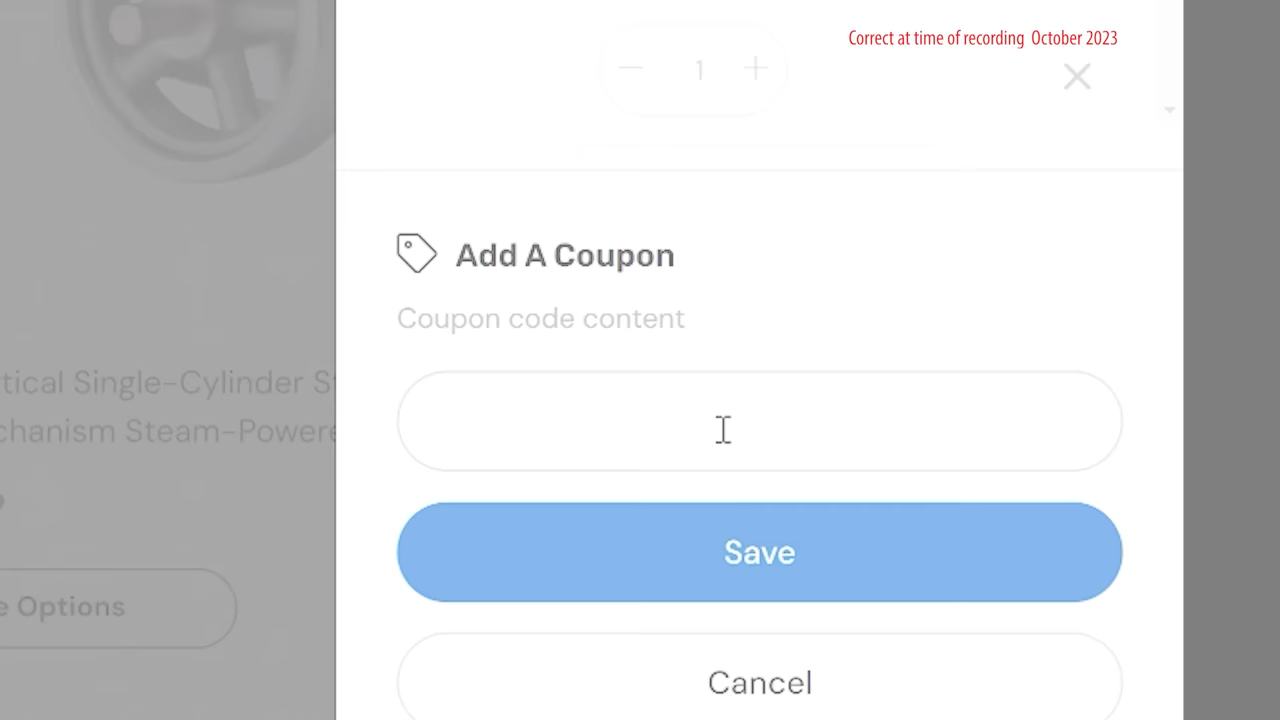 Correct at time of recording October 2023
1
Add A Coupon
Coupon code content
tical Single-Cylinder S
chanism Steam-Powere
Save
e Options
Cancel